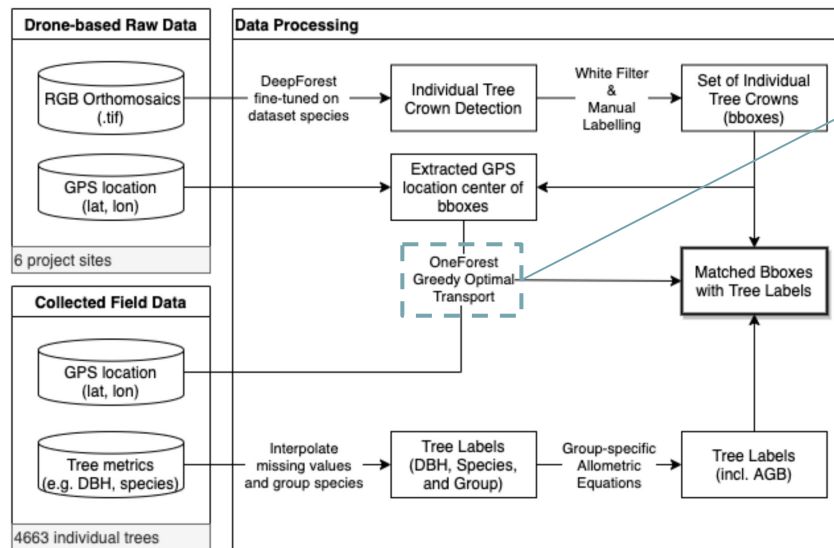 Drone-based Raw Data
RGB Orthomosaics
(.tif)
GPS location
(lat, lon)
6 project sites
Collected Field Data
GPS location
(lat, lon)
Tree metrics
(e.g. DBH, species)
4663 individual trees
Data Processing
DeepForest
fine-tuned on
dataset species
Individual Tree
Crown Detection
White Filter
&
Manual
Labelling
Set of Individual
Tree Crowns
(bboxes)
Extracted GPS
location center of
bboxes
OneForest
Greedy Optimal
Transport
Matched Bboxes
with Tree Labels
Interpolate
missing values
and group species
Tree Labels
(DBH, Species,
and Group)
Group-specific
Allometric
Equations
Tree Labels
(incl. AGB)